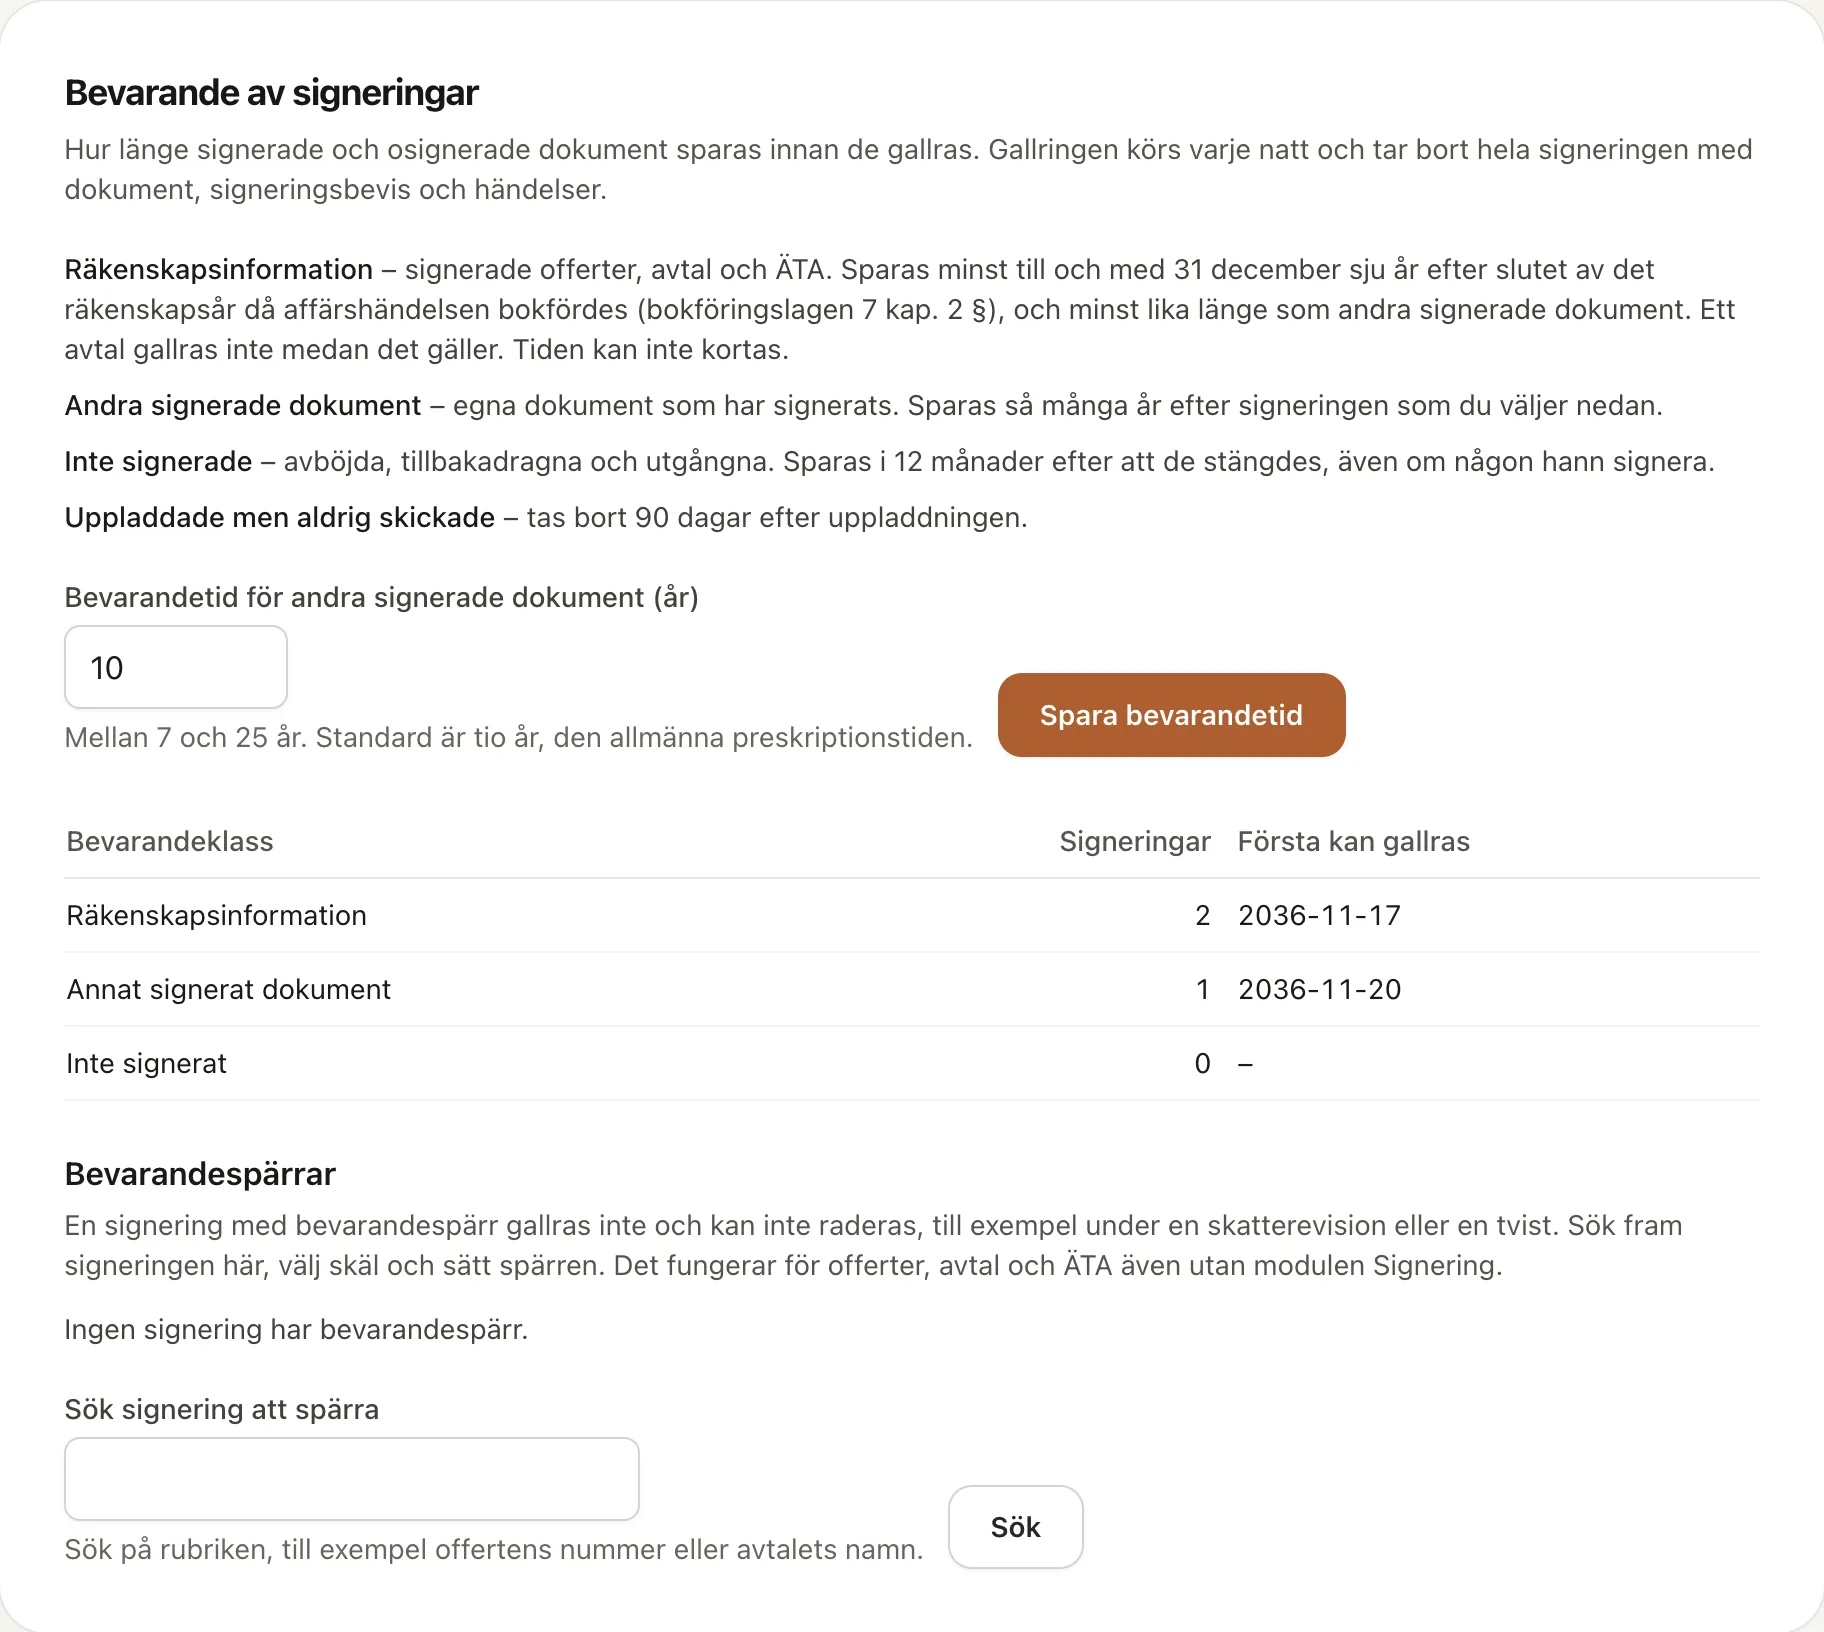 Bevarande av signeringar
Hur länge signerade och osignerade dokument sparas innan de gallras. Gallringen körs varje natt och tar bort hela signeringen med
dokument, signeringsbevis och händelser.
Räkenskapsinformation – signerade offerter, avtal och ÄTA. Sparas minst till och med 31 december sju år efter slutet av det
räkenskapsår då affärshändelsen bokfördes (bokföringslagen 7 kap. 2 §), och minst lika länge som andra signerade dokument. Ett
avtal gallras inte medan det gäller. Tiden kan inte kortas.
Andra signerade dokument – egna dokument som har signerats. Sparas så många år efter signeringen som du väljer nedan.
Inte signerade – avböjda, tillbakadragna och utgångna. Sparas i 12 månader efter att de stängdes, även om någon hann signera.
Uppladdade men aldrig skickade – tas bort 90 dagar efter uppladdningen.
Bevarandetid för andra signerade dokument (år)
10
Mellan 7 och 25 år. Standard är tio år, den allmänna preskriptionstiden.
Spara bevarandetid
Bevarandeklass Signeringar Första kan gallras
Räkenskapsinformation 2 2036-11-17
Annat signerat dokument 1 2036-11-20
Inte signerat 0 –
Bevarandespärrar
En signering med bevarandespärr gallras inte och kan inte raderas, till exempel under en skatterevision eller en tvist. Sök fram
signeringen här, välj skäl och sätt spärren. Det fungerar för offerter, avtal och ÄTA även utan modulen Signering.
Ingen signering har bevarandespärr.
Sök signering att spärra
Sök på rubriken, till exempel offertens nummer eller avtalets namn.
Sök